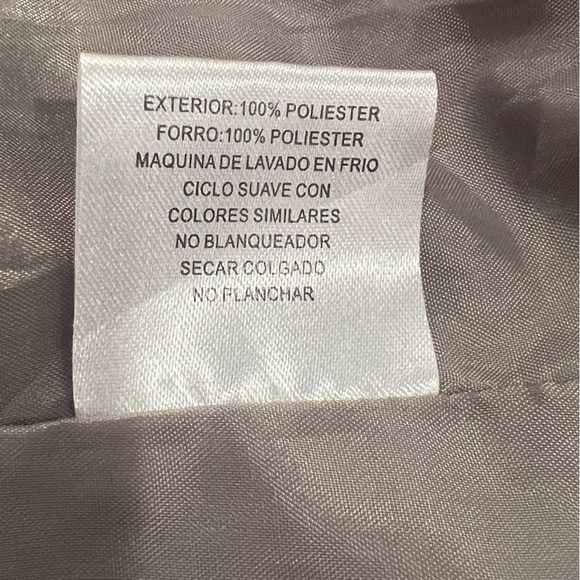 EXTERIOR:100% POLIESTER
FORRO:100% POLIESTER
MAQUINA DE LAVADO EN FRIO
CICLO SUAVE CON
COLORES SIMILARES
NO BLANQUEADOR
SECAR COLGADO
NO PLANCHAR